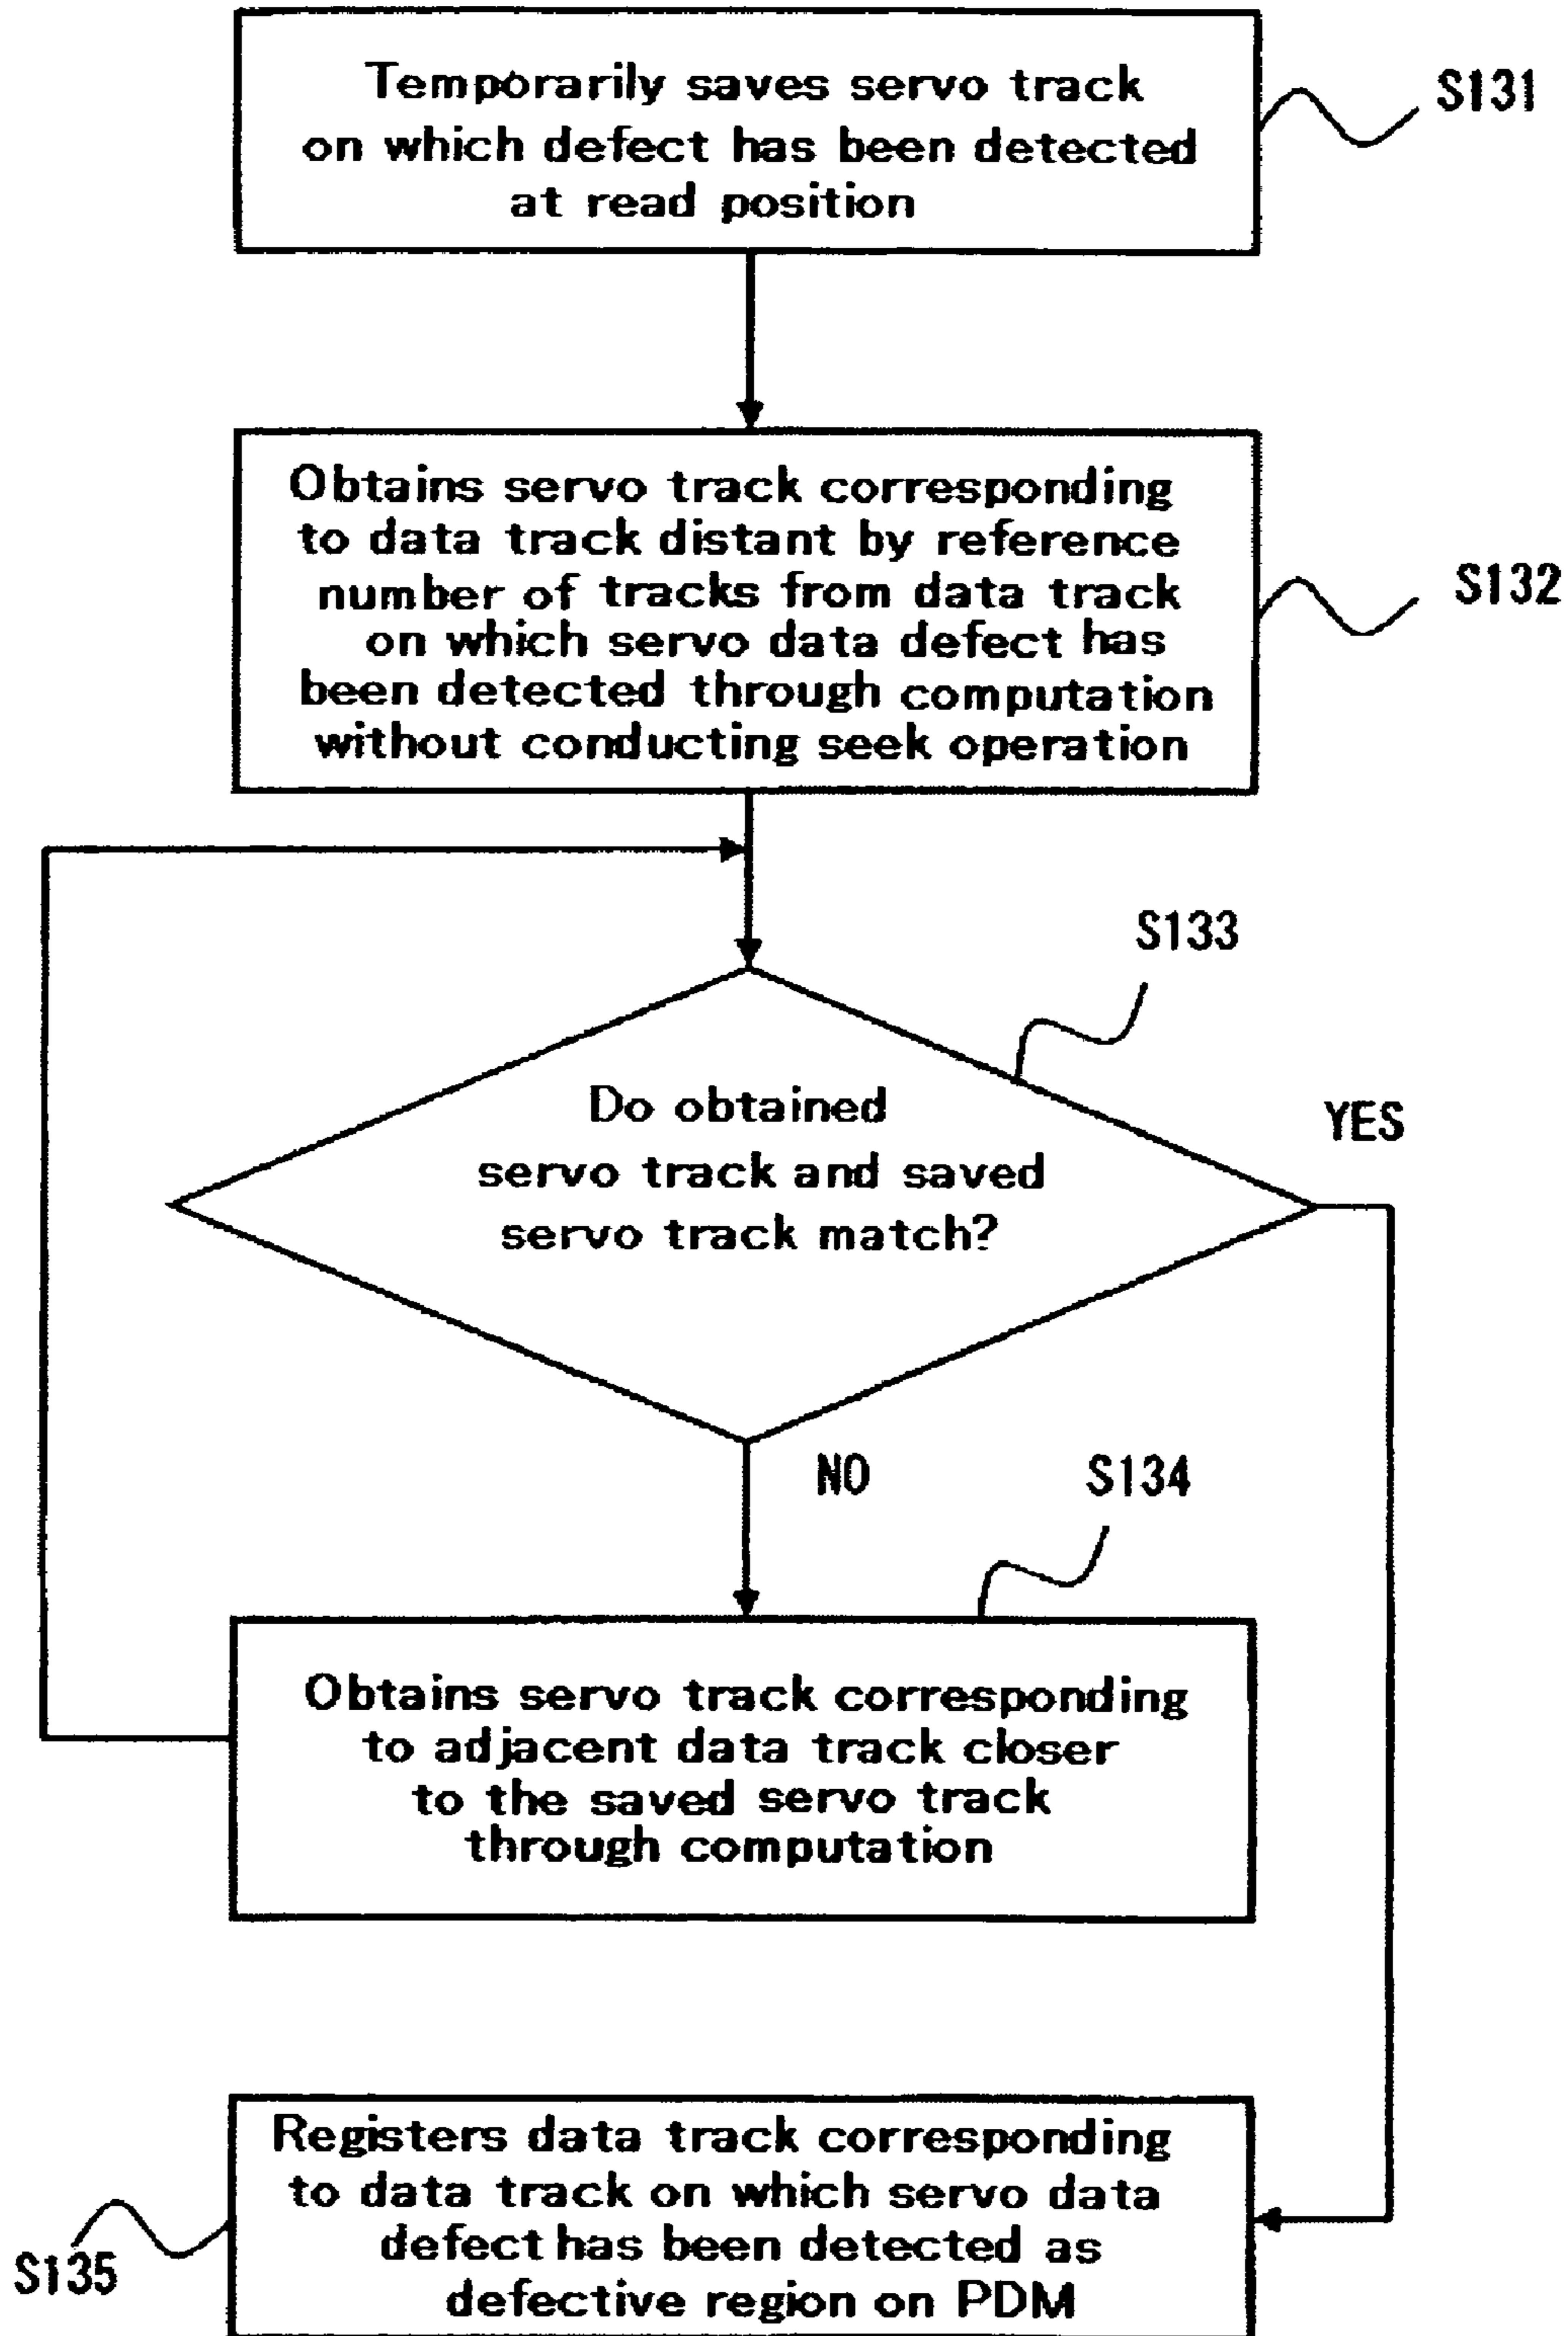 Temporarily saves servo track
on which defect has been detected
at read position
S131
Obtains servo track corresponding
to data track distant by reference
number of tracks from data track
on which servo data defect has
been detected through computation
without conducting seek operation
S132
S133
Do obtained
servo track and saved
servo track match?
YES
NO
S134
Obtains servo track corresponding
to adjacent data track closer
to the saved servo track
through computation
Registers data track corresponding
to data track on which servo data
defect has been detected as
defective region on PDM
S135